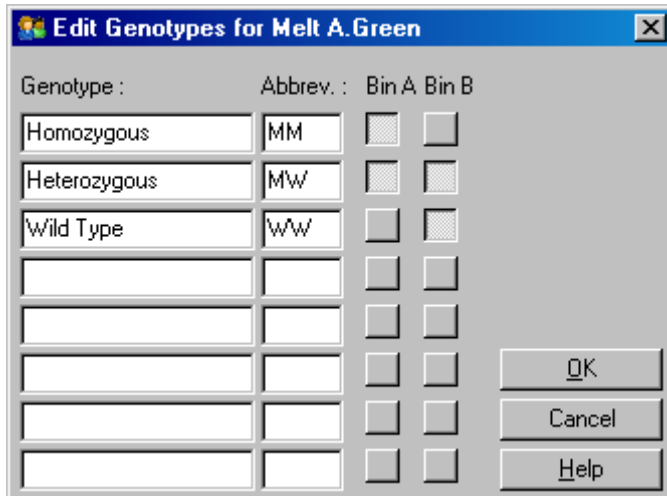 Edit Genotypes for Melt A.Green
Genotype : Abbrev. : Bin A Bin B
Homozygous MM
Heterozygous MW
Wild Type WW
OK
Cancel
Help